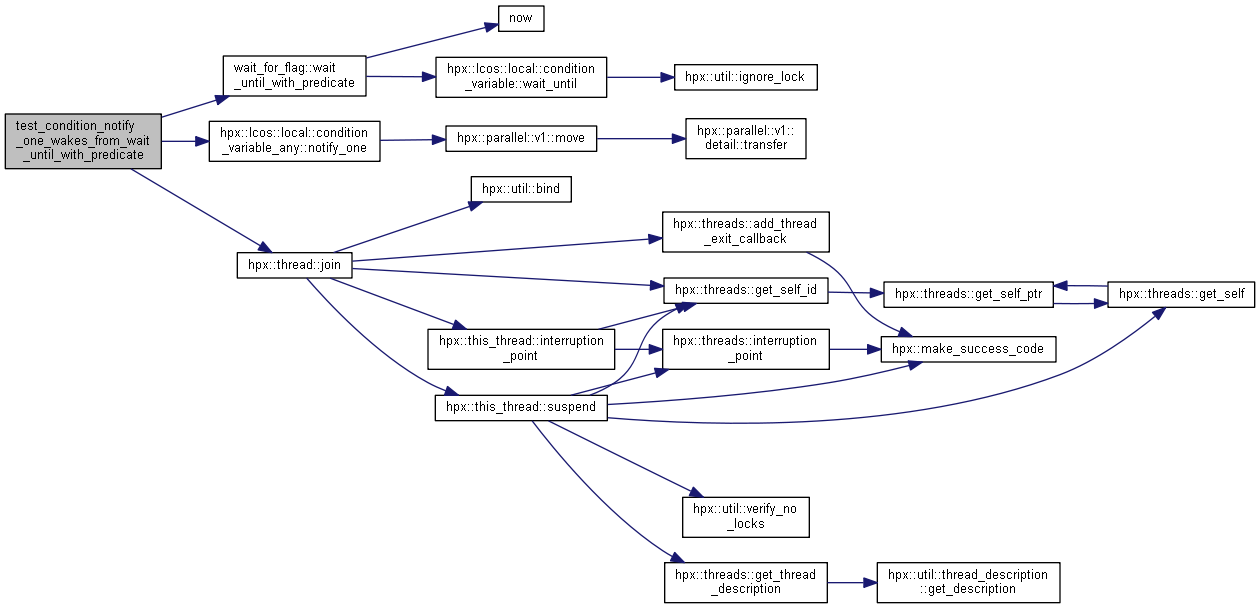 now
wait_for_flag::wait
_until_with_predicate
hpx::lcos::local::condition
_variable::wait_until
hpx::util::ignore_lock
test_condition_notify
_one_wakes_from_wait
_until_with_predicate
hpx::lcos::local::condition
_variable_any::notify_one
hpx::parallel::v1::move
hpx::parallel::v1::
detail::transfer
hpx::util::bind
hpx::threads::add_thread
_exit_callback
hpx::thread::join
hpx::threads::get_self_id
hpx::threads::get_self_ptr
hpx::threads::get_self
hpx::this_thread::interruption
_point
hpx::threads::interruption
_point
hpx::make_success_code
hpx::this_thread::suspend
hpx::util::verify_no
_locks
hpx::threads::get_thread
_description
hpx::util::thread_description
::get_description